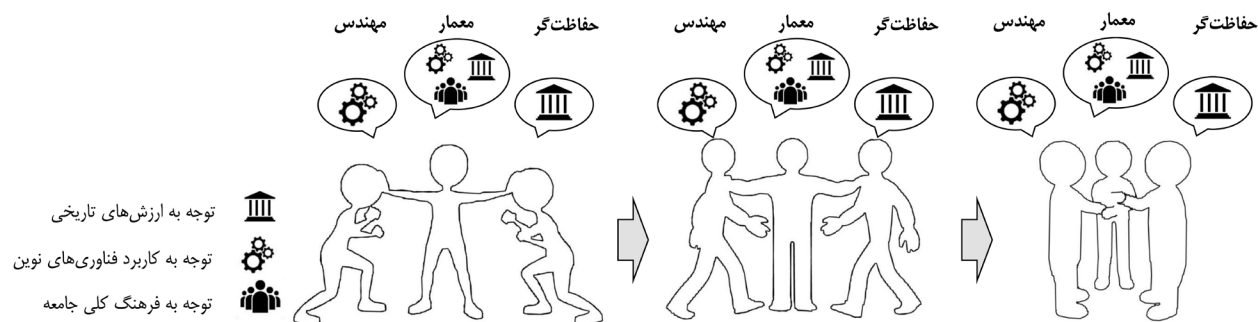 حفاظت‌گر معمار مهندس
حفاظت‌گر معمار مهندس
حفاظت‌گر معمار مهندس
توجه به ارزش‌های تاریخی
توجه به کاربرد فناوری‌های نوین
توجه به فرهنگ کلی جامعه